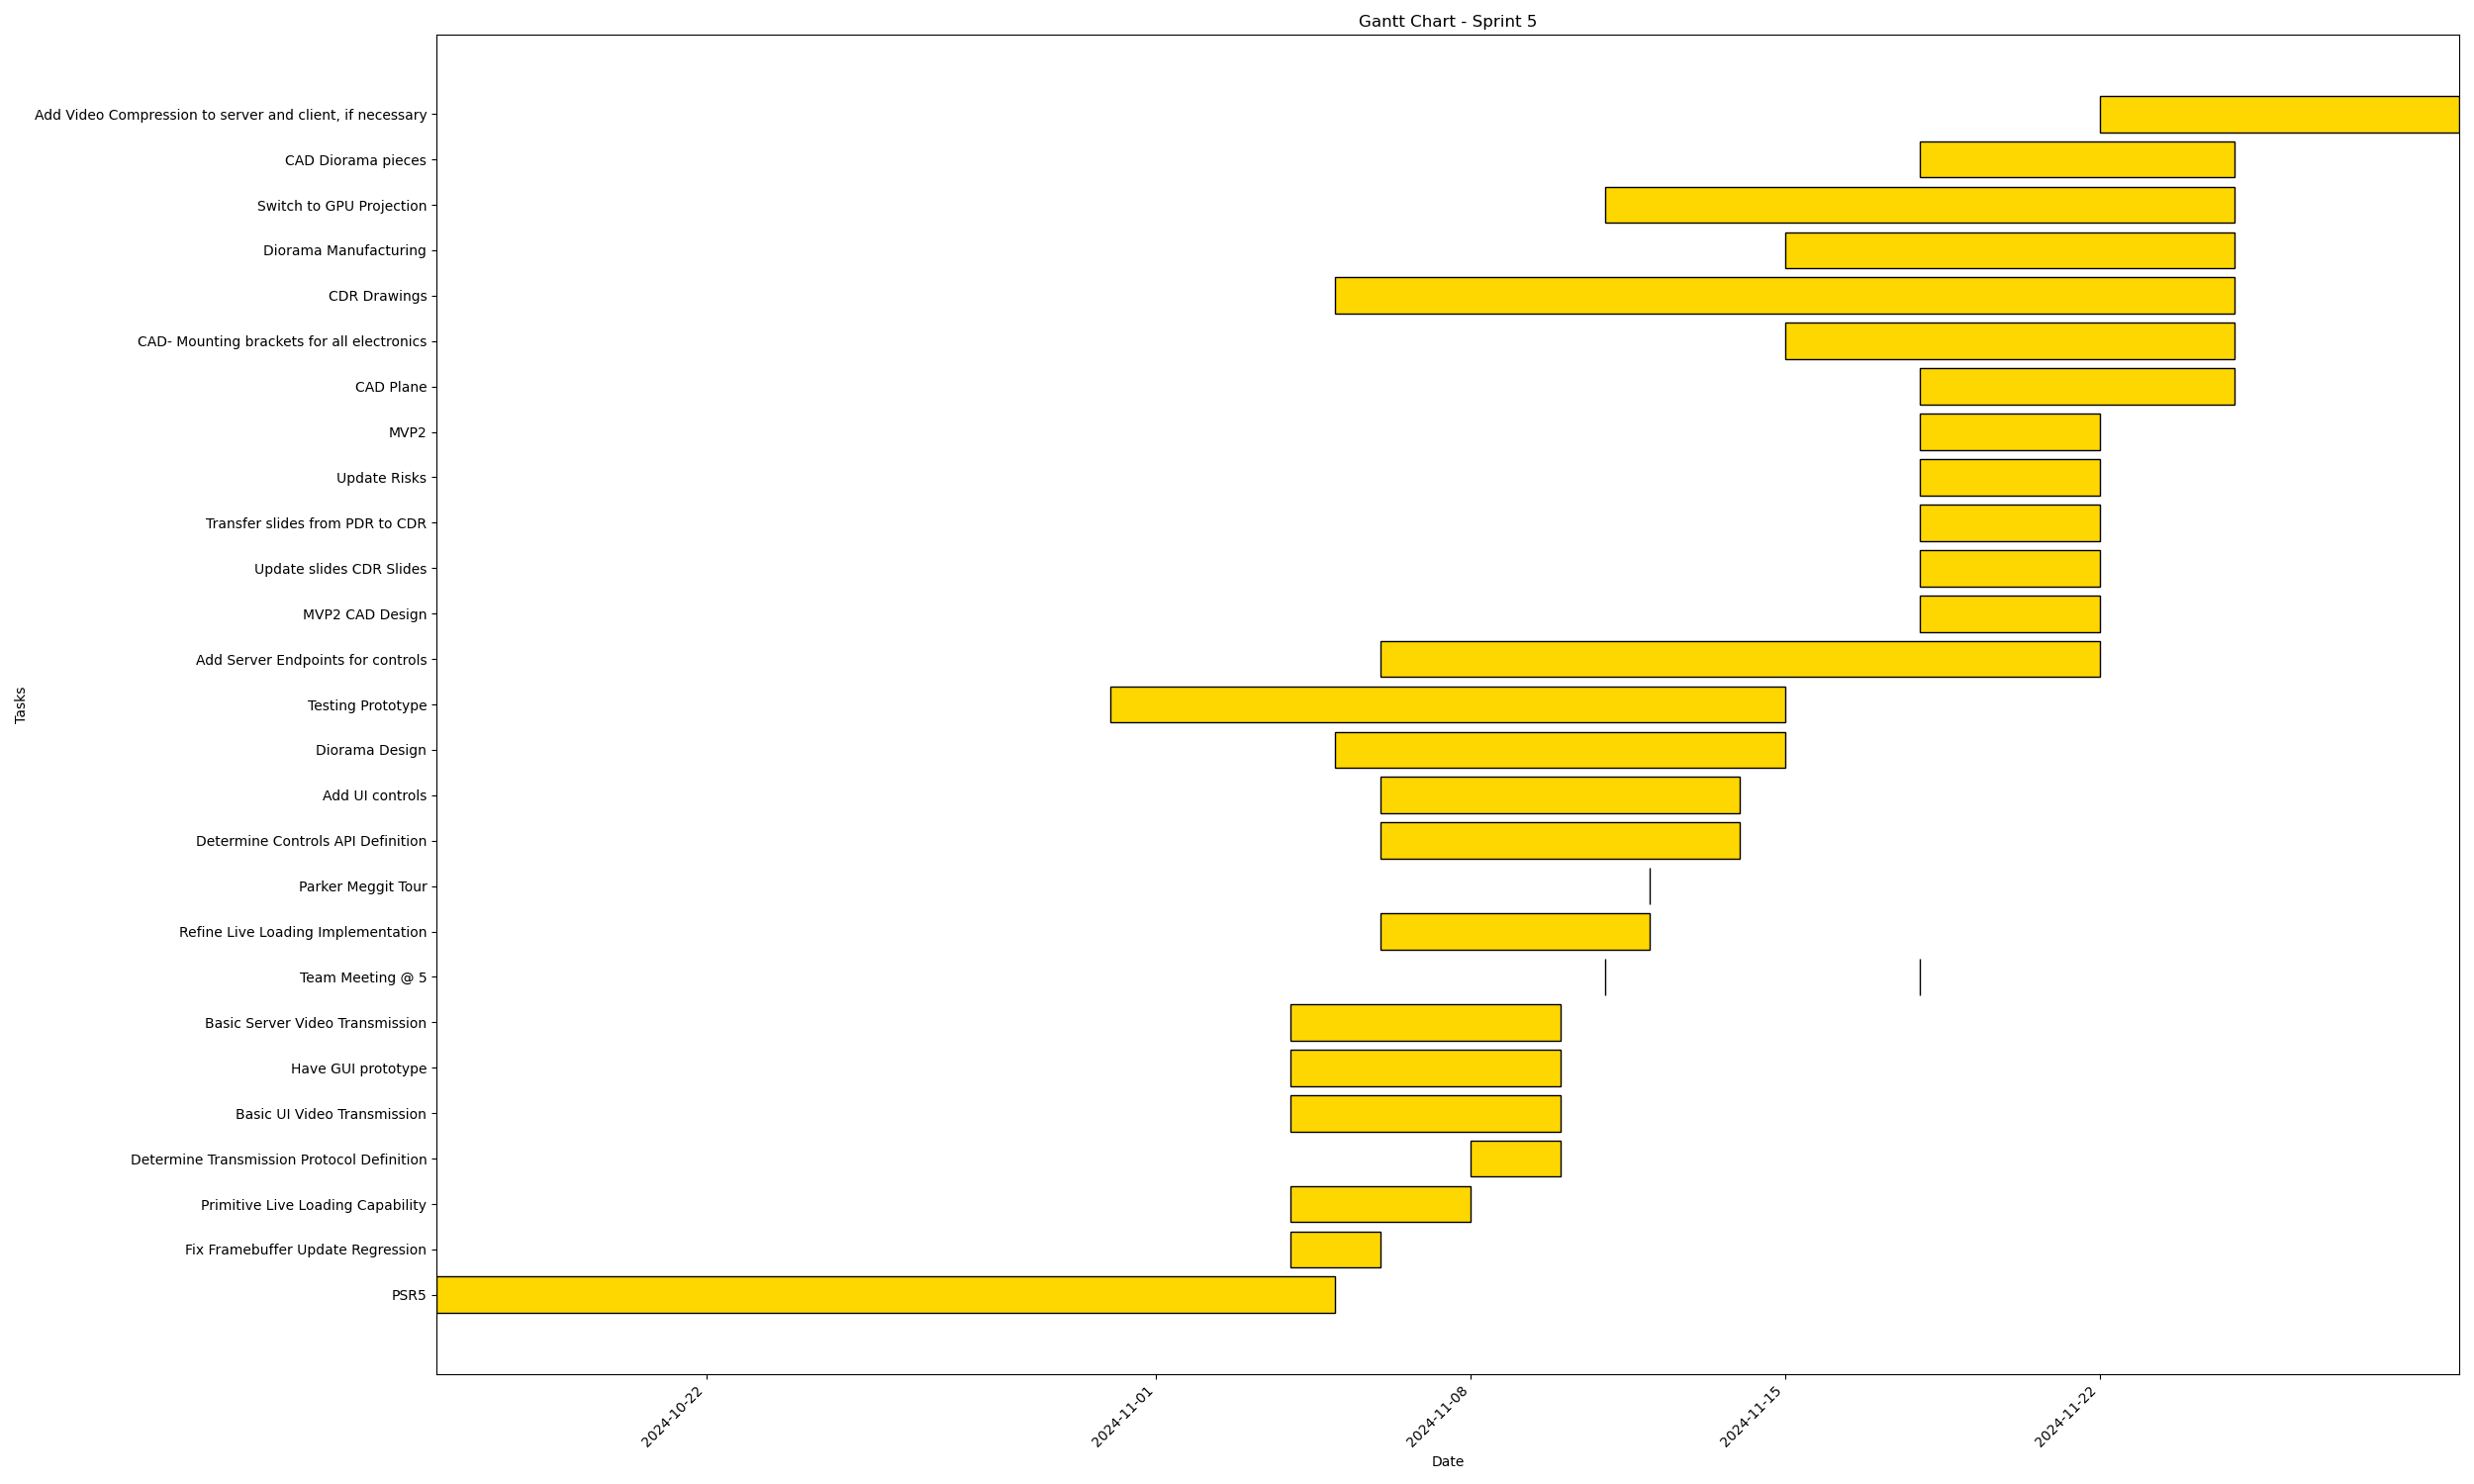 Gantt Chart - Sprint 5
Add Video Compression to server and client, if necessary
CAD Diorama pieces
Switch to GPU Projection
Diorama Manufacturing
CDR Drawings
CAD- Mounting brackets for all electronics
CAD Plane
MVP2
Update Risks
Transfer slides from PDR to CDR
Update slides CDR Slides
MVP2 CAD Design
Add Server Endpoints for controls
Testing Prototype
Diorama Design
Add UI controls
Determine Controls API Definition
Parker Meggit Tour
Refine Live Loading Implementation
Team Meeting @ 5
Basic Server Video Transmission
Have GUI prototype
Basic UI Video Transmission
Determine Transmission Protocol Definition
Primitive Live Loading Capability
Fix Framebuffer Update Regression
PSR5
Tasks
2024-10-22
2024-11-01
2024-11-08
2024-11-15
2024-11-22
Date